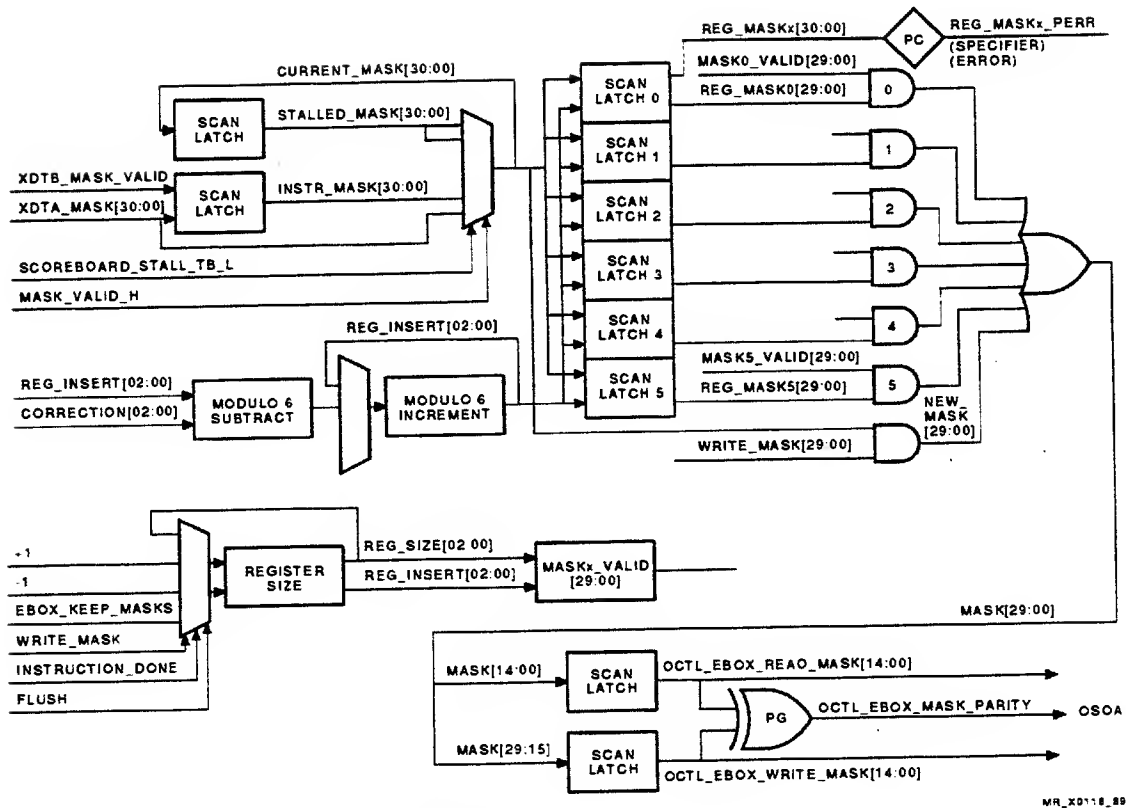 REG_MASKx[30:00]
PC
REG_MASKx_PERR
(SPECIFIER)
(ERROR)
CURRENT_MASK[30:00]
SCAN
LATCH
STALLED_MASK[30:00]
XDTB_MASK_VALID
XDTA_MASK[30:00]
SCAN
LATCH
INSTR_MASK[30:00]
SCOREBOARD_STALL_TB_L
MASK_VALID_H
SCAN
LATCH 0
SCAN
LATCH 1
SCAN
LATCH 2
SCAN
LATCH 3
SCAN
LATCH 4
SCAN
LATCH 5
MASK0_VALID[29:00]
REG_MASK0[29:00]
0
1
2
3
4
MASK5_VALID[29:00]
REG_MASK5[29:00]
5
NEW_
MASK
[29:00]
WRITE_MASK[29:00]
REG_INSERT[02:00]
REG_INSERT[02:00]
CORRECTION[02:00]
MODULO 6
SUBTRACT
MODULO 6
INCREMENT
+1
-1
EBOX_KEEP_MASKS
WRITE_MASK
INSTRUCTION_DONE
FLUSH
REGISTER
SIZE
REG_SIZE[02:00]
REG_INSERT[02:00]
MASKx_VALID
[29:00]
MASK[29:00]
MASK[14:00]
SCAN
LATCH
OCTL_EBOX_REAO_MASK[14:00]
PG
OCTL_EBOX_MASK_PARITY
OSOA
MASK[29:15]
SCAN
LATCH
OCTL_EBOX_WRITE_MASK[14:00]
MR_X0118_89